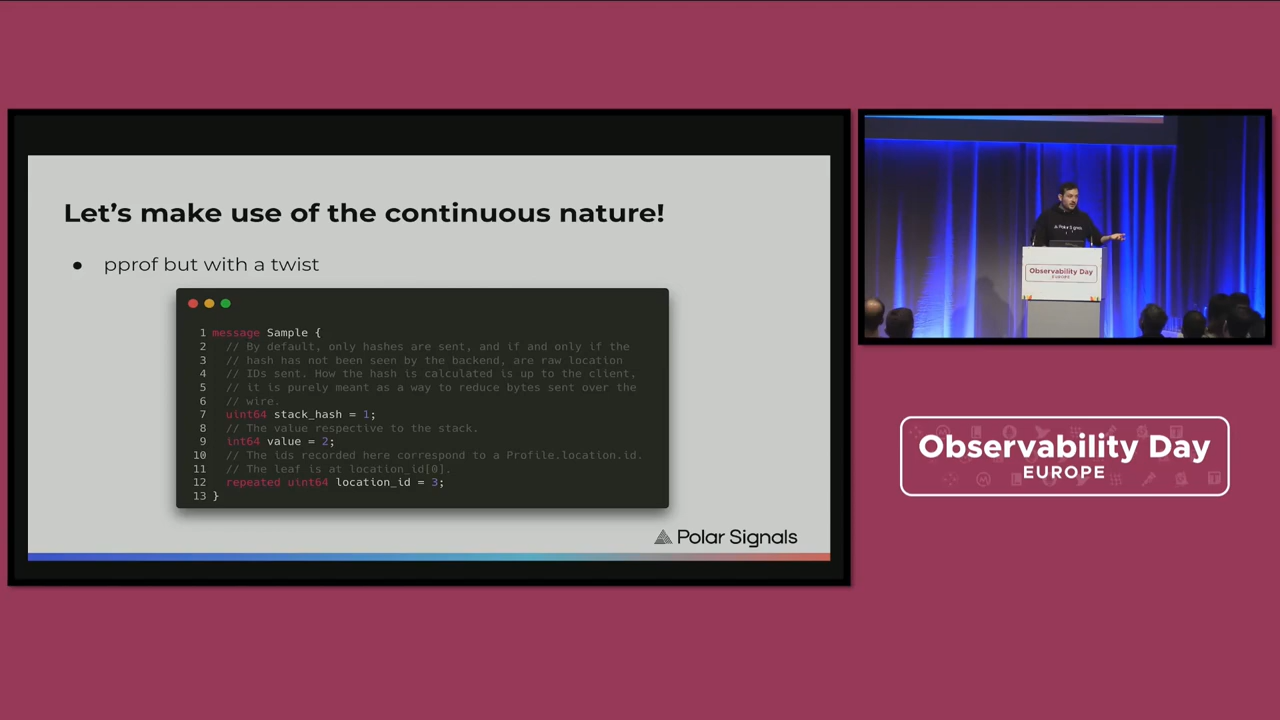 Let's make use of the continuous nature!
● pprof but with a twist
1 message Sample {
2 // By default, only hashes are sent, and if and only if the
3 // hash has not been seen by the backend, are raw location
4 // IDs sent. How the hash is calculated is up to the client,
5 // it is purely meant as a way to reduce bytes sent over the
6 // wire.
7 uint64 stack_hash = 1;
8 // The value respective to the stack.
9 int64 value = 2;
10 // The ids recorded here correspond to a Profile.location.id.
11 // The leaf is at location_id[0].
12 repeated uint64 location_id = 3;
13 }
Polar Signals
Polar Signals
Observability Day
EUROPE
Observability Day
EUROPE